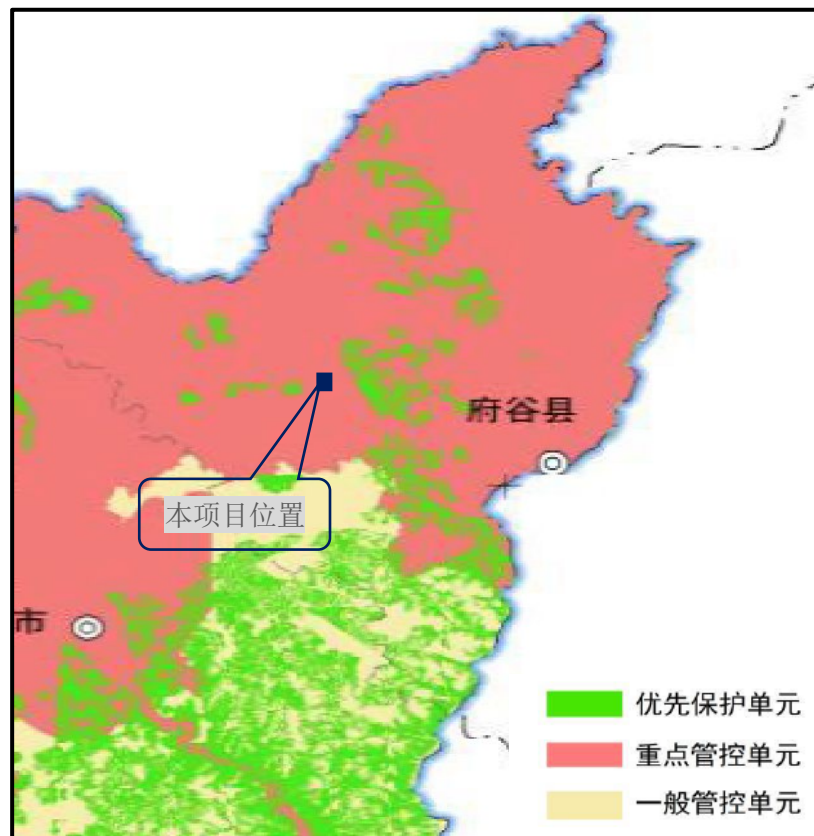 府谷县
本项目位置
市
优先保护单元
重点管控单元
一般管控单元